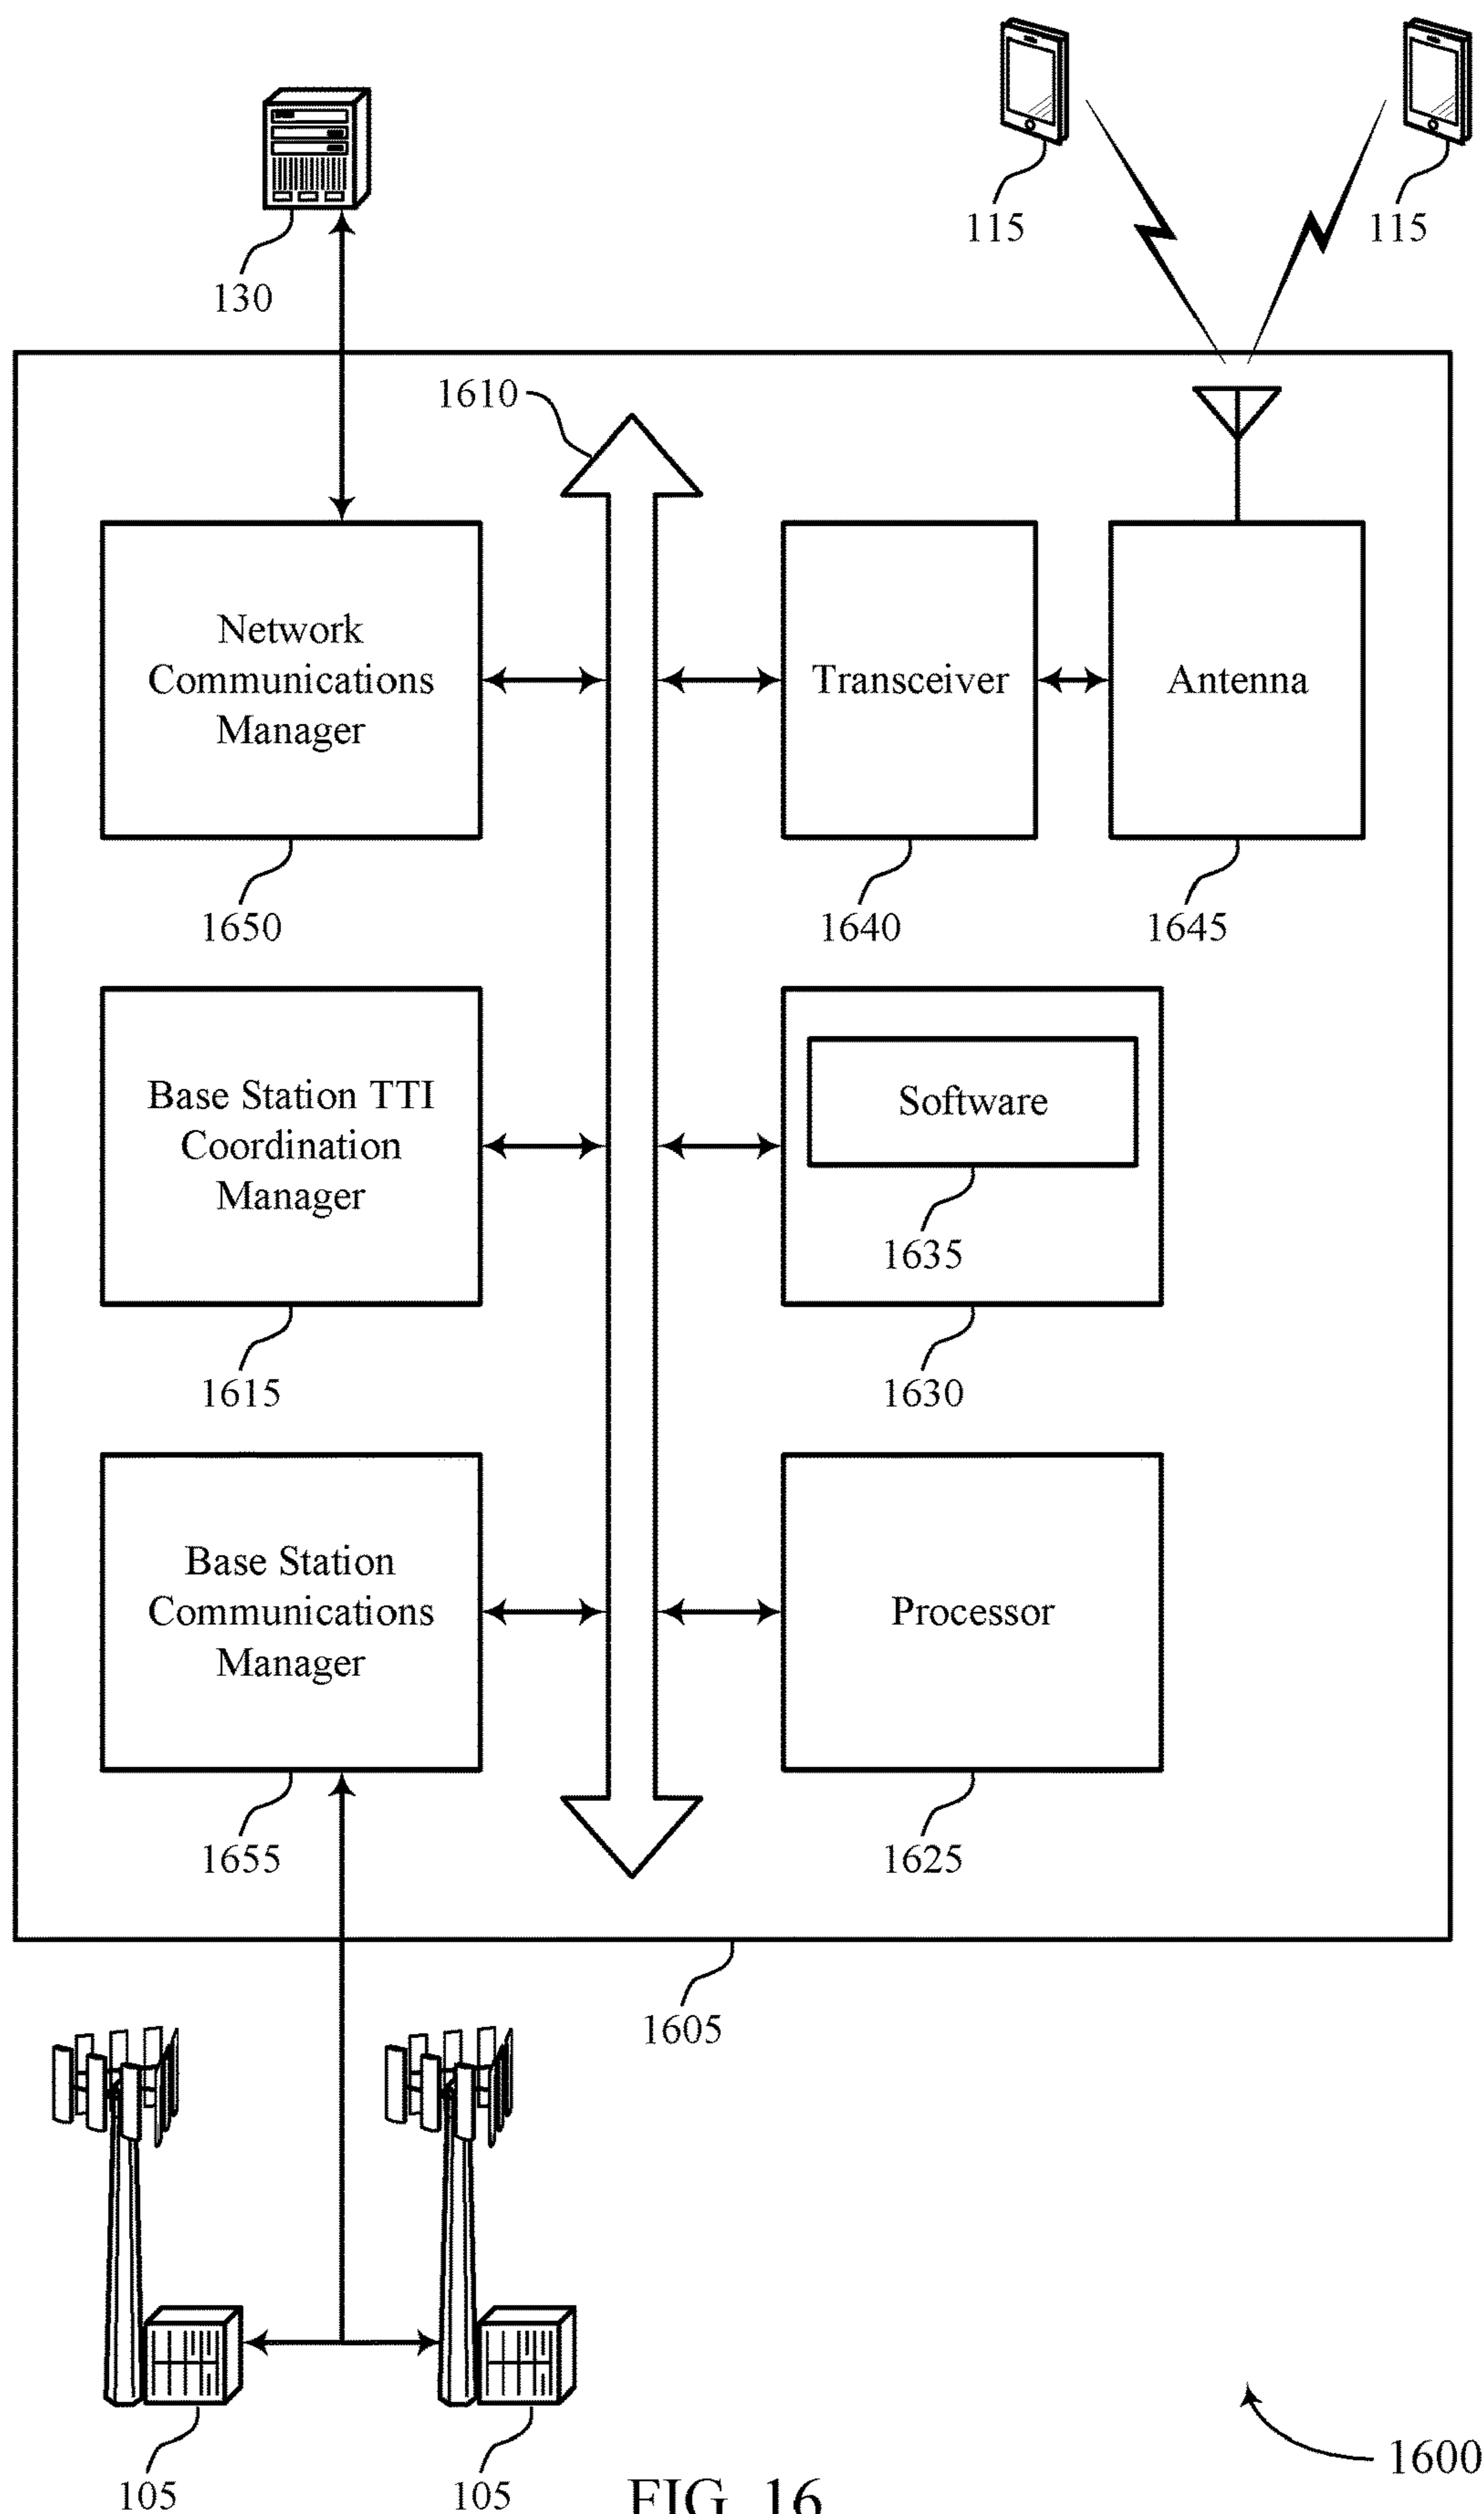 115
115
130
1610
Network
Communications
Manager
Transceiver
Antenna
1650
1640
1645
Base Station TTI
Coordination
Manager
Software
1635
1615
1630
Base Station
Communications
Manager
Processor
1655
1625
1605
105
105
1600
FIG. 16